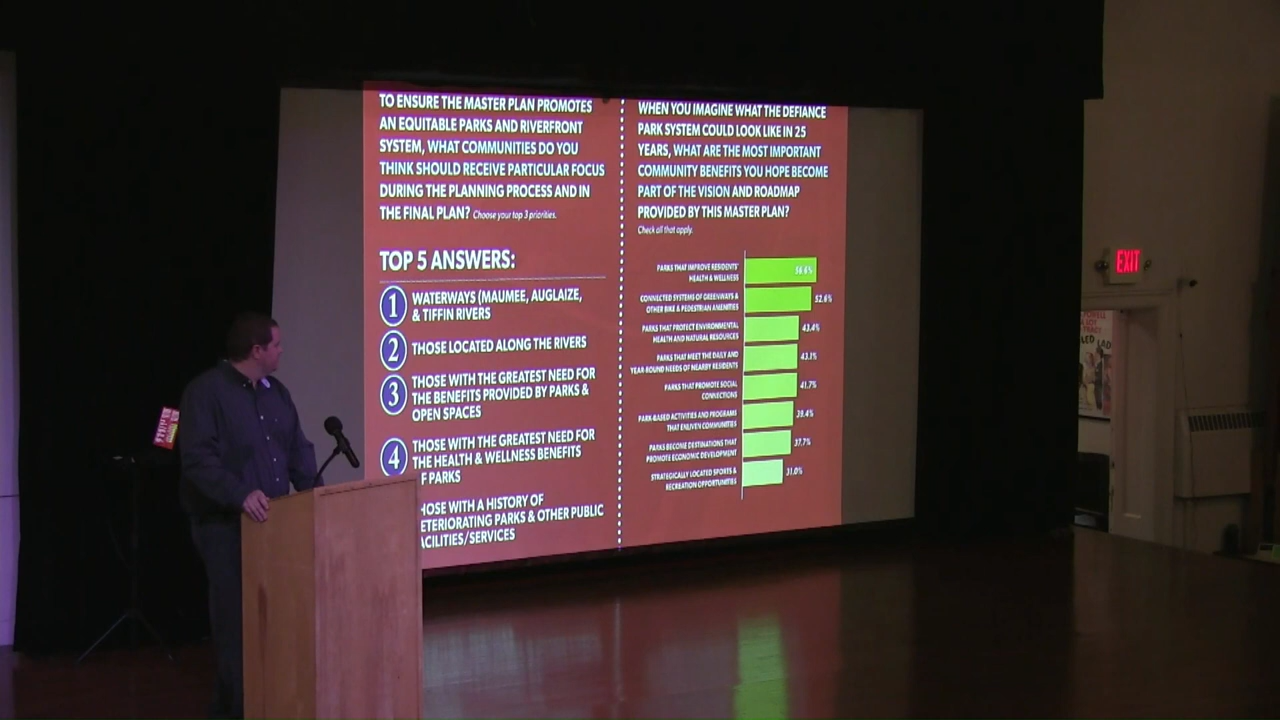 TO ENSURE THE MASTER PLAN PROMOTES
AN EQUITABLE PARKS AND RIVERFRONT
SYSTEM, WHAT COMMUNITIES DO YOU
THINK SHOULD RECEIVE PARTICULAR FOCUS
DURING THE PLANNING PROCESS AND IN
THE FINAL PLAN? Choose your top 3 priorities.
TOP 5 ANSWERS:
1 WATERWAYS (MAUMEE, AUGLAIZE,
& TIFFIN RIVERS
2 THOSE LOCATED ALONG THE RIVERS
3 THOSE WITH THE GREATEST NEED FOR
THE BENEFITS PROVIDED BY PARKS &
OPEN SPACES
4 THOSE WITH THE GREATEST NEED FOR
THE HEALTH & WELLNESS BENEFITS
F PARKS
HOSE WITH A HISTORY OF
ETERIORATING PARKS & OTHER PUBLIC
ACILITIES/SERVICES
WHEN YOU IMAGINE WHAT THE DEFIANCE
PARK SYSTEM COULD LOOK LIKE IN 25
YEARS, WHAT ARE THE MOST IMPORTANT
COMMUNITY BENEFITS YOU HOPE BECOME
PART OF THE VISION AND ROADMAP
PROVIDED BY THIS MASTER PLAN?
Check all that apply.
PARKS THAT IMPROVE RESIDENTS'
HEALTH & WELLNESS
56.6%
CONNECTED SYSTEMS OF GREENWAYS &
OTHER BIKE & PEDESTRIAN AMENITIES
52.6%
PARKS THAT PROTECT ENVIRONMENTAL
HEALTH AND NATURAL RESOURCES
43.4%
PARKS THAT MEET THE DAILY AND
YEAR-ROUND NEEDS OF NEARBY RESIDENTS
43.1%
PARKS THAT PROMOTE SOCIAL
CONNECTIONS
41.7%
PARK-BASED ACTIVITIES AND PROGRAMS
THAT ENLIVEN COMMUNITIES
39.4%
PARKS BECOME DESTINATIONS THAT
PROMOTE ECONOMIC DEVELOPMENT
37.7%
STRATEGICALLY LOCATED SPORTS &
RECREATION OPPORTUNITIES
31.0%
EXIT